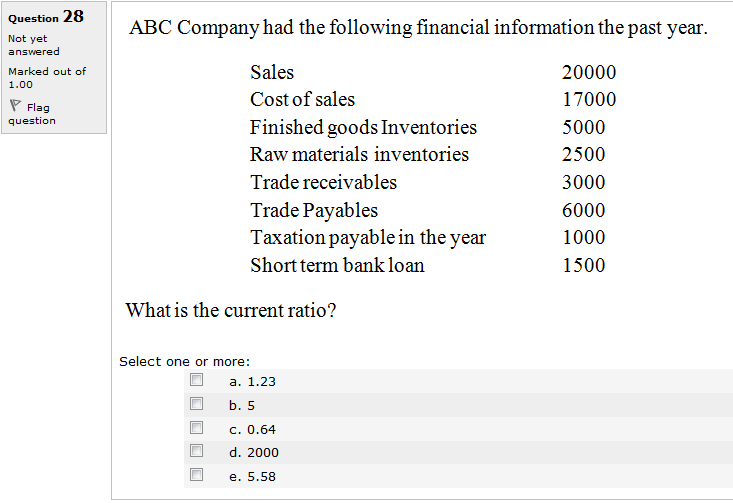 Question 28
Not yet
answered
Marked out of
1.00
Flag
question
ABC Company had the following financial information the past year.
Sales 20000
Cost of sales 17000
Finished goods Inventories 5000
Raw materials inventories 2500
Trade receivables 3000
Trade Payables 6000
Taxation payable in the year 1000
Short term bank loan 1500
What is the current ratio?
Select one or more:
a. 1.23
b. 5
c. 0.64
d. 2000
e. 5.58